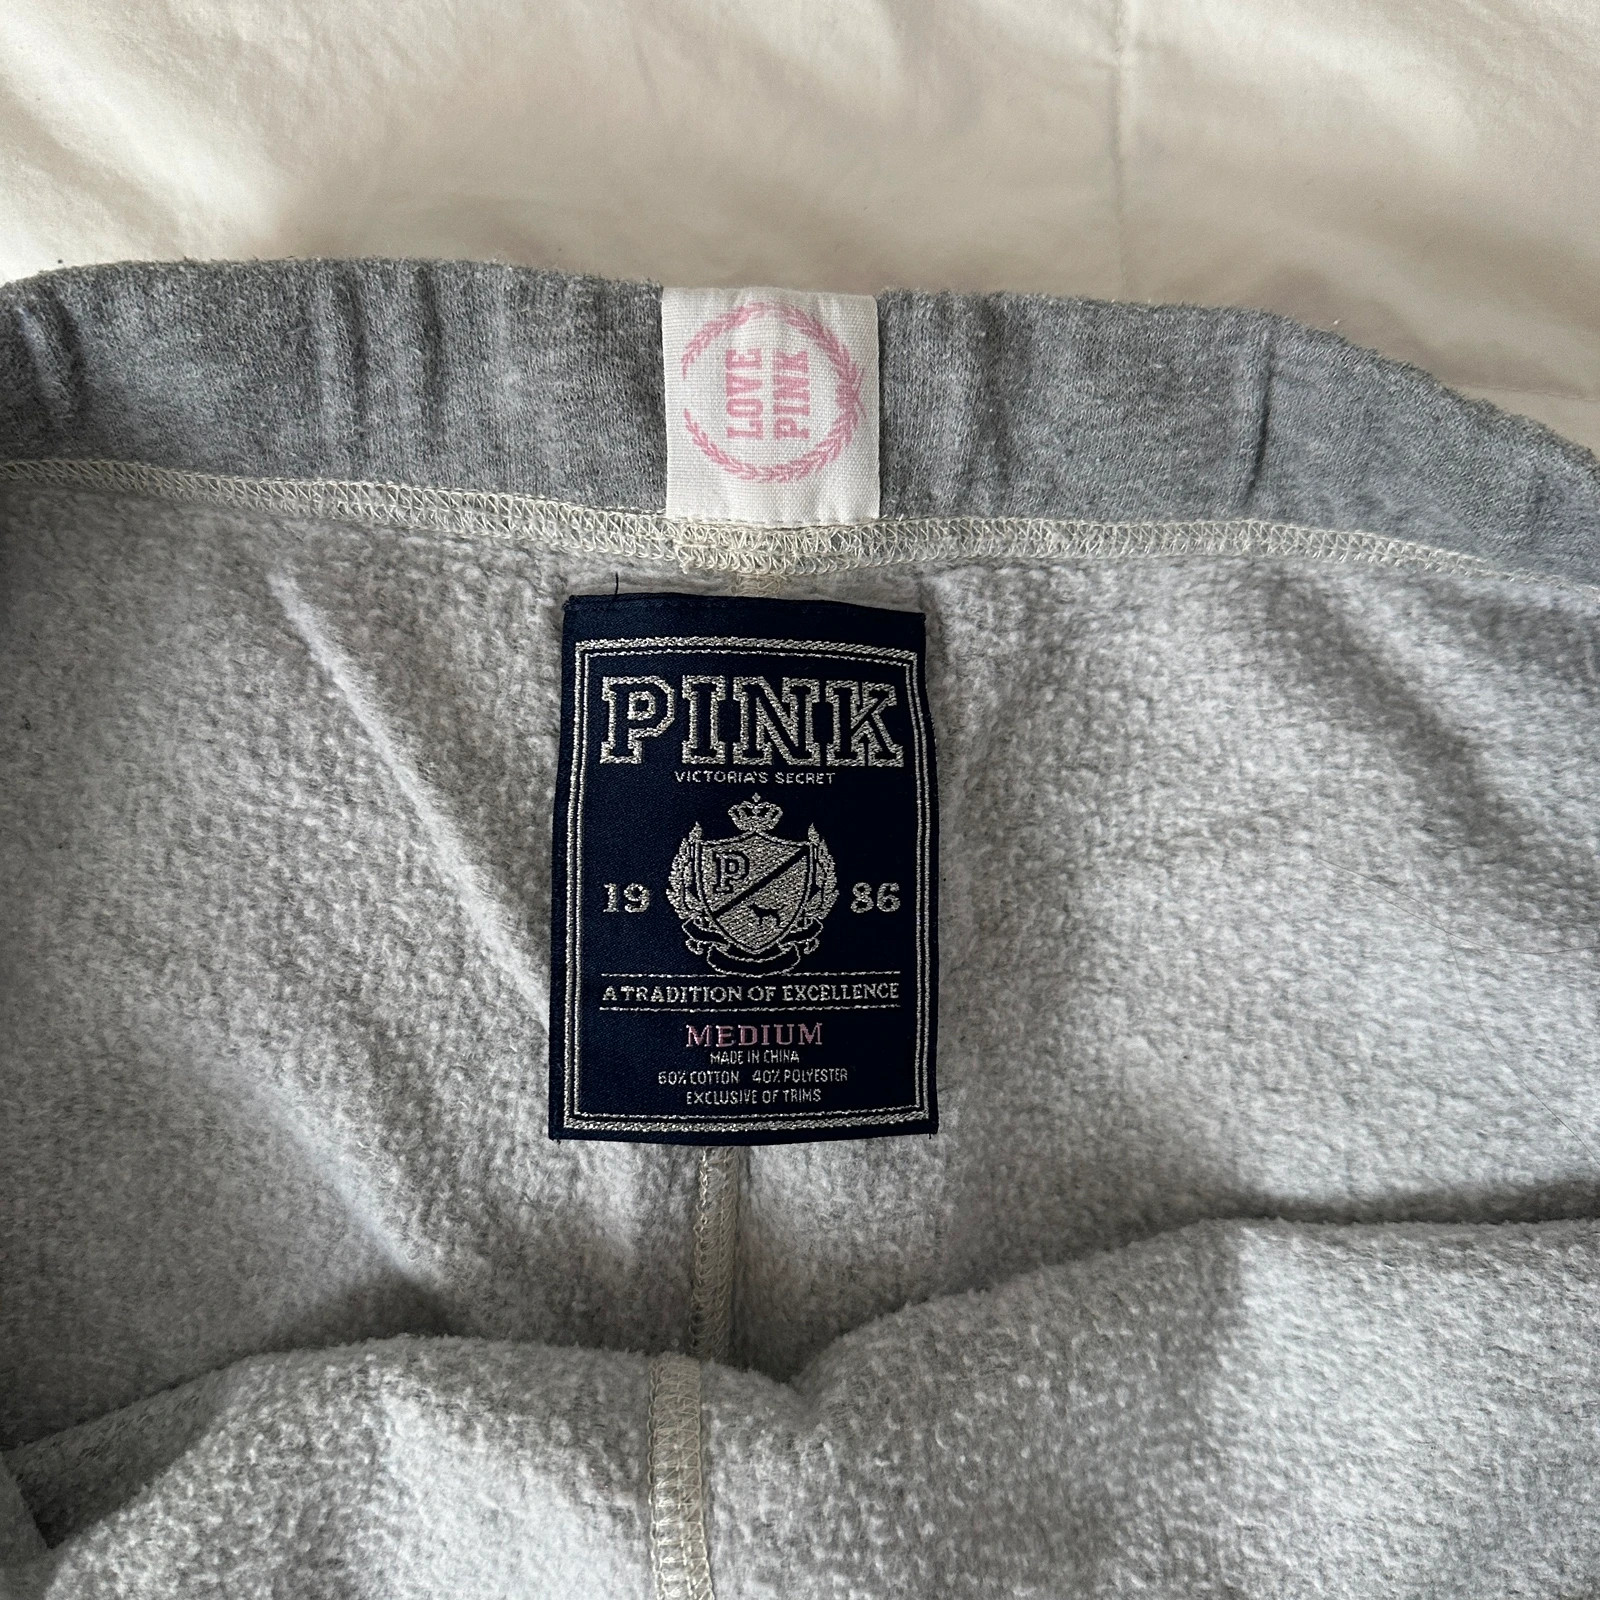 LOVE
PINK
PINK
VICTORIA'S SECRET
P
19 86
A TRADITION OF EXCELLENCE
MEDIUM
MADE IN CHINA
60% COTTON 40% POLYESTER
EXCLUSIVE OF TRIMS